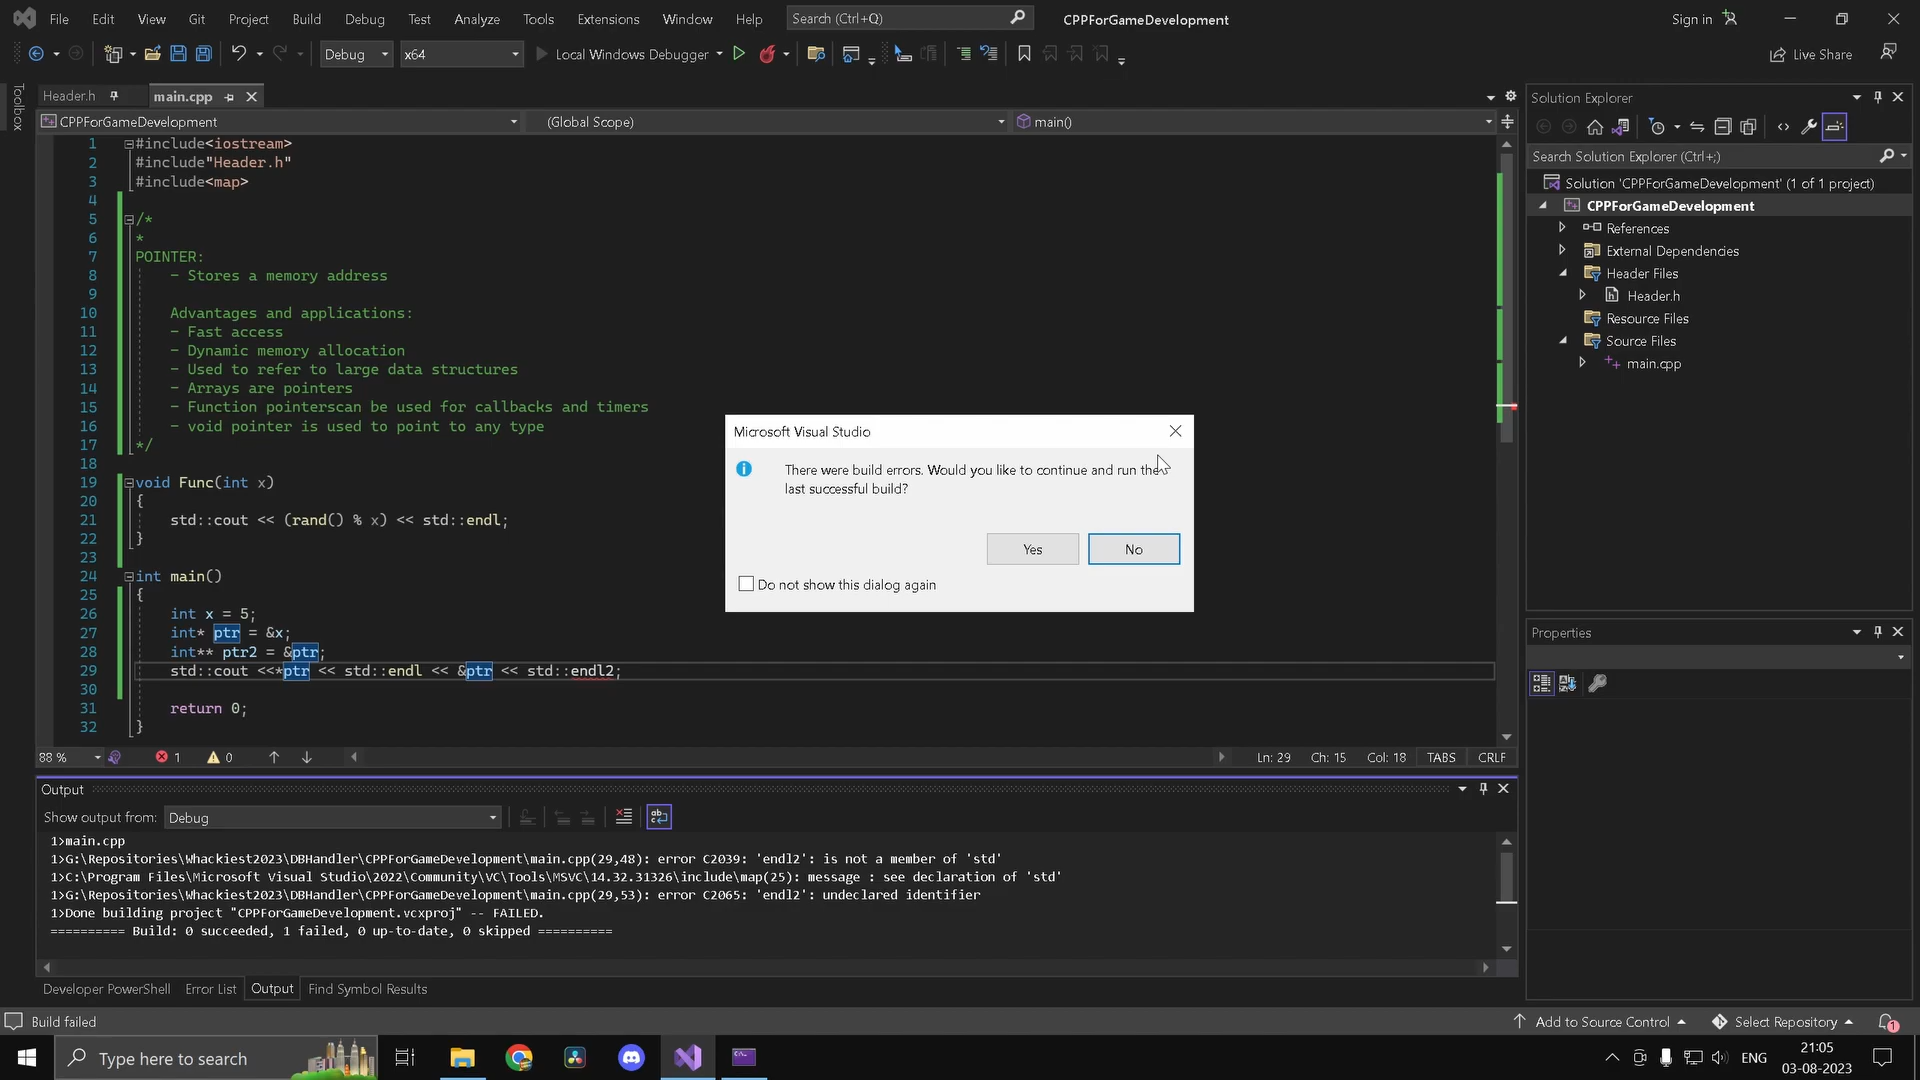 File Edit View Git Project Build Debug Test Analyze Tools Extensions Window Help Search (Ctrl+Q) CPPForGameDevelopment Sign in
Debug x64 Local Windows Debugger Live Share
Toolbox
Header.h main.cpp
CPPForGameDevelopment (Global Scope) main()
1 #include<iostream>
2 #include"Header.h"
3 #include<map>
4
5 /*
6 *
7 POINTER:
8 - Stores a memory address
9
10 Advantages and applications:
11 - Fast access
12 - Dynamic memory allocation
13 - Used to refer to large data structures
14 - Arrays are pointers
15 - Function pointerscan be used for callbacks and timers
16 - void pointer is used to point to any type
17 */
18
19 void Func(int x)
20 {
21 std::cout << (rand() % x) << std::endl;
22 }
23
24 int main()
25 {
26 int x = 5;
27 int* ptr = &x;
28 int** ptr2 = &ptr;
29 std::cout <<*ptr << std::endl << &ptr << std::endl2;
30
31 return 0;
32 }
88 % 1 0 Ln: 29 Ch: 15 Col: 18 TABS CRLF
Microsoft Visual Studio
There were build errors. Would you like to continue and run the
last successful build?
Yes No
Do not show this dialog again
Solution Explorer
Search Solution Explorer (Ctrl+;)
Solution 'CPPForGameDevelopment' (1 of 1 project)
CPPForGameDevelopment
References
External Dependencies
Header Files
Header.h
Resource Files
Source Files
main.cpp
Properties
Output
Show output from: Debug
1>main.cpp
1>G:\Repositories\Whackiest2023\DBHandler\CPPForGameDevelopment\main.cpp(29,48): error C2039: 'endl2': is not a member of 'std'
1>C:\Program Files\Microsoft Visual Studio\2022\Community\VC\Tools\MSVC\14.32.31326\include\map(25): message : see declaration of 'std'
1>G:\Repositories\Whackiest2023\DBHandler\CPPForGameDevelopment\main.cpp(29,53): error C2065: 'endl2': undeclared identifier
1>Done building project "CPPForGameDevelopment.vcxproj" -- FAILED.
========== Build: 0 succeeded, 1 failed, 0 up-to-date, 0 skipped ==========
Developer PowerShell Error List Output Find Symbol Results
Build failed Add to Source Control Select Repository 1
Type here to search ENG 21:05
03-08-2023